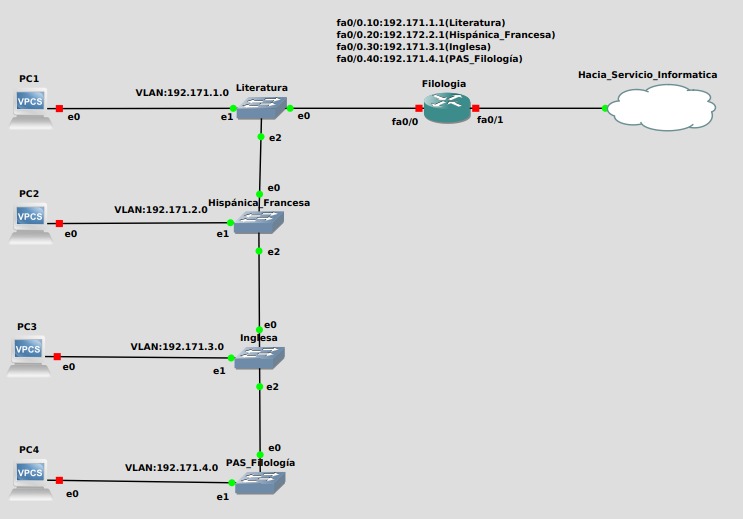 fa0/0.10:192.171.1.1(Literatura)
fa0/0.20:192.172.2.1(Hispánica_Francesa)
fa0/0.30:192.171.3.1(Inglesa)
fa0/0.40:192.171.4.1(PAS_Filología)
PC1
VPCS
e0
VLAN:192.171.1.0
e1
Literatura
e0
e2
fa0/0
Filologia
fa0/1
Hacia_Servicio_Informatica
PC2
VPCS
e0
VLAN:192.171.2.0
e1
e0
Hispánica_Francesa
e2
PC3
VPCS
e0
VLAN:192.171.3.0
e1
e0
Inglesa
e2
PC4
VPCS
e0
VLAN:192.171.4.0
e1
e0
PAS_Filología